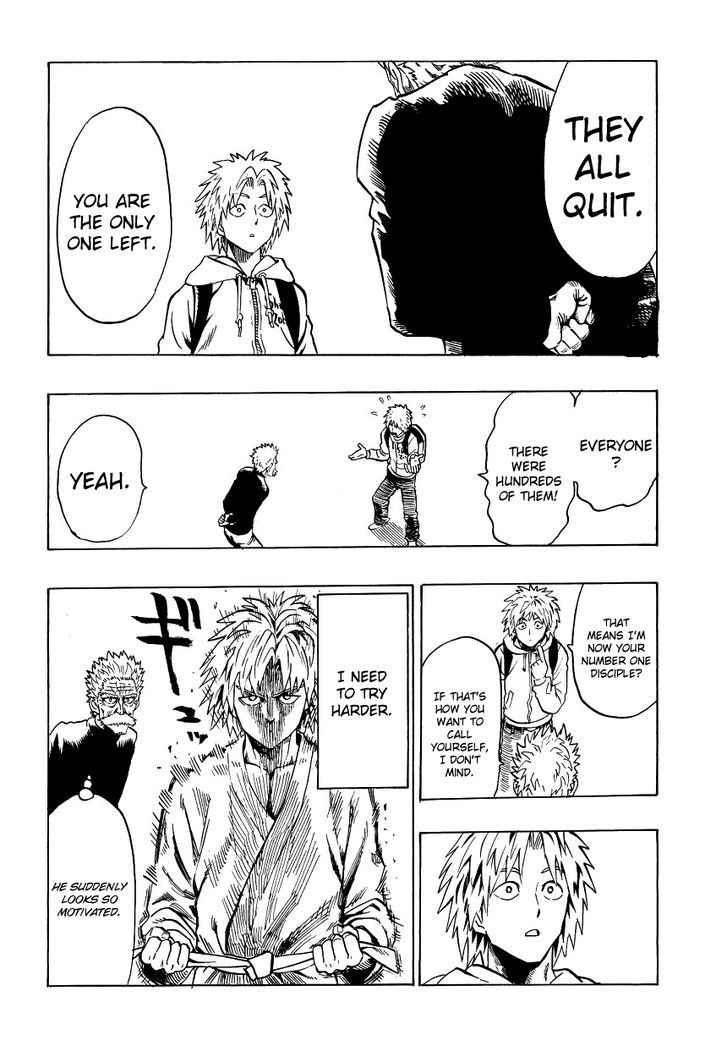 THEY
ALL
QUIT.
YOU ARE
THE ONLY
ONE LEFT.
EVERYONE
?
THERE
WERE
HUNDREDS
OF THEM!
YEAH.
THAT
MEANS I'M
NOW YOUR
NUMBER ONE
DISCIPLE?
IF THAT'S
HOW YOU
WANT TO
CALL
YOURSELF,
I DON'T
MIND.
I NEED
TO TRY
HARDER.
ギュッ
HE SUDDENLY
LOOKS SO
MOTIVATED.